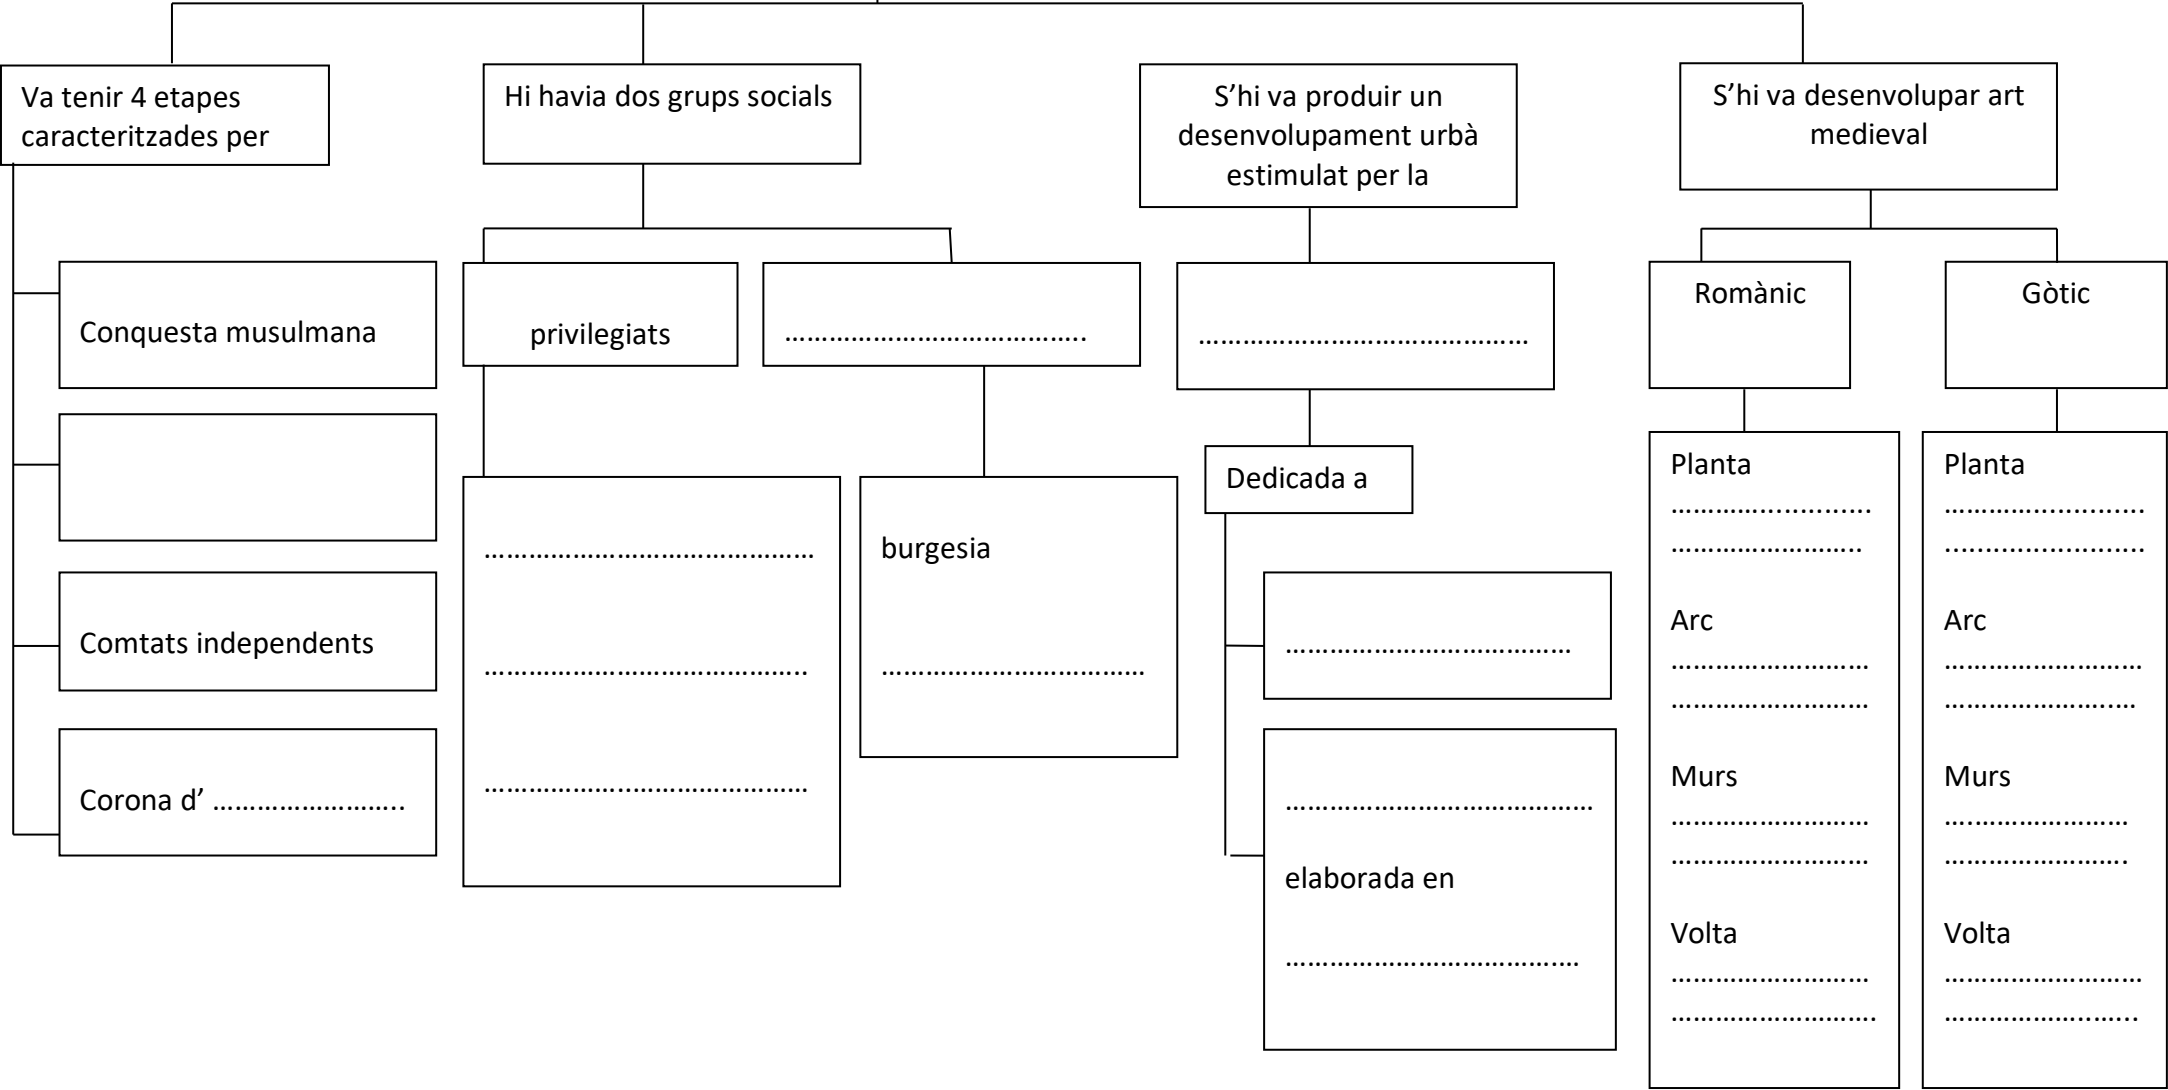 Va tenir 4 etapes
caracteritzades per
Conquesta musulmana
Comtats independents
Corona d’ ……………………..
Hi havia dos grups socials
privilegiats
…………………………………..
………………………………………
……………………………………..
……………………………………..
burgesia
………………………………
S’hi va produir un
desenvolupament urbà
estimulat per la
………………………………………
Dedicada a
…………………………………
……………………………………
elaborada en
………………………………….
S’hi va desenvolupar art
medieval
Romànic
Planta
………………………
……………………..
Arc
………………………
………………………
Murs
………………………
………………………
Volta
………………………
……………………….
Gòtic
Planta
………………………
………………………
Arc
………………………
……………………..
Murs
…………………….
…………………….
Volta
………………………
……………………..